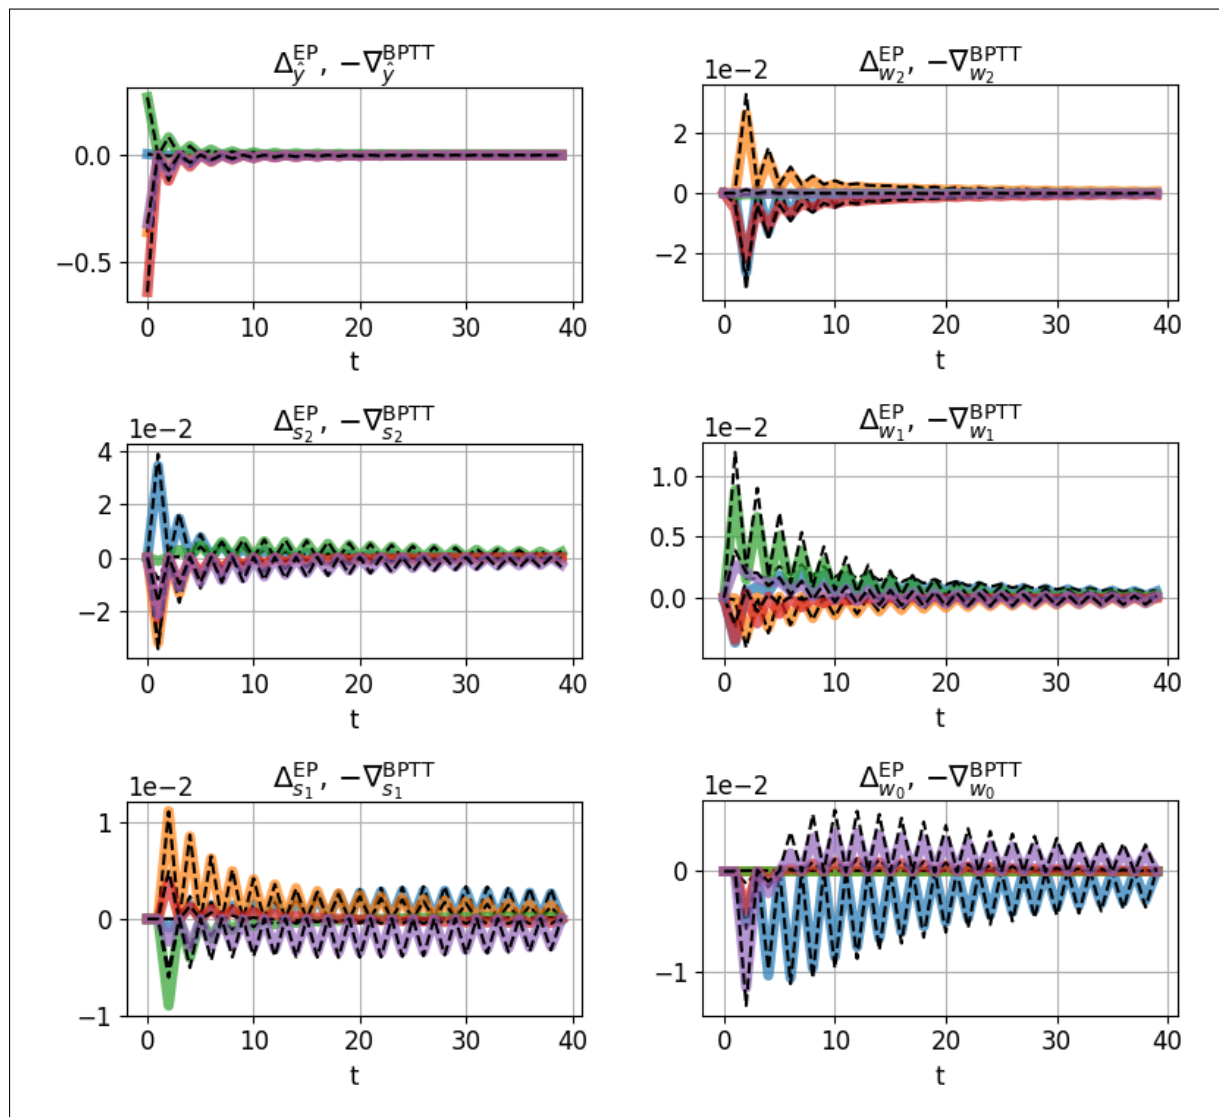 Δ^EP_ŷ, −∇^BPTT_ŷ
0.0
−0.5
0 10 20 30 40
t
1e−2
Δ^EP_w₂, −∇^BPTT_w₂
2
0
−2
0 10 20 30 40
t
1e−2
Δ^EP_s₂, −∇^BPTT_s₂
4
2
0
−2
0 10 20 30 40
t
1e−2
Δ^EP_w₁, −∇^BPTT_w₁
1.0
0.5
0.0
0 10 20 30 40
t
1e−2
Δ^EP_s₁, −∇^BPTT_s₁
1
0
−1
0 10 20 30 40
t
1e−2
Δ^EP_w₀, −∇^BPTT_w₀
0
−1
0 10 20 30 40
t